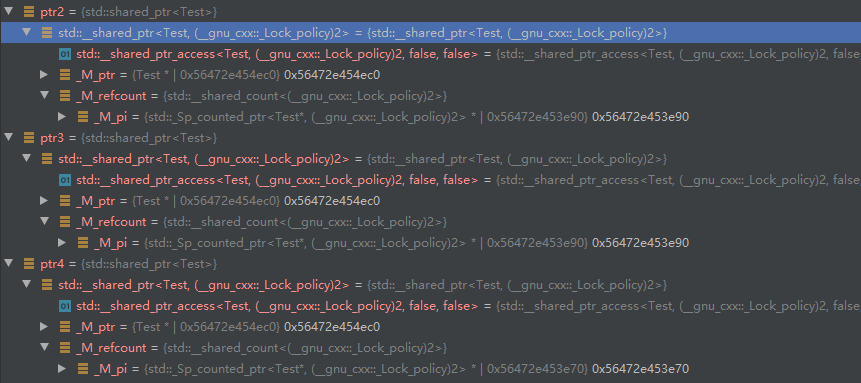 ptr2 = {std::shared_ptr<Test>}
std::__shared_ptr<Test, (__gnu_cxx::_Lock_policy)2> = {std::__shared_ptr<Test, (__gnu_cxx::_Lock_policy)2>}
01 std::__shared_ptr_access<Test, (__gnu_cxx::_Lock_policy)2, false, false> = {std::__shared_ptr_access<Test, (__gnu_cxx::_Lock_policy)2, false
_M_ptr = {Test * | 0x56472e454ec0} 0x56472e454ec0
_M_refcount = {std::__shared_count<(__gnu_cxx::_Lock_policy)2>}
_M_pi = {std::_Sp_counted_ptr<Test*, (__gnu_cxx::_Lock_policy)2> * | 0x56472e453e90} 0x56472e453e90
ptr3 = {std::shared_ptr<Test>}
std::__shared_ptr<Test, (__gnu_cxx::_Lock_policy)2> = {std::__shared_ptr<Test, (__gnu_cxx::_Lock_policy)2>}
01 std::__shared_ptr_access<Test, (__gnu_cxx::_Lock_policy)2, false, false> = {std::__shared_ptr_access<Test, (__gnu_cxx::_Lock_policy)2, false
_M_ptr = {Test * | 0x56472e454ec0} 0x56472e454ec0
_M_refcount = {std::__shared_count<(__gnu_cxx::_Lock_policy)2>}
_M_pi = {std::_Sp_counted_ptr<Test*, (__gnu_cxx::_Lock_policy)2> * | 0x56472e453e90} 0x56472e453e90
ptr4 = {std::shared_ptr<Test>}
std::__shared_ptr<Test, (__gnu_cxx::_Lock_policy)2> = {std::__shared_ptr<Test, (__gnu_cxx::_Lock_policy)2>}
01 std::__shared_ptr_access<Test, (__gnu_cxx::_Lock_policy)2, false, false> = {std::__shared_ptr_access<Test, (__gnu_cxx::_Lock_policy)2, false
_M_ptr = {Test * | 0x56472e454ec0} 0x56472e454ec0
_M_refcount = {std::__shared_count<(__gnu_cxx::_Lock_policy)2>}
_M_pi = {std::_Sp_counted_ptr<Test*, (__gnu_cxx::_Lock_policy)2> * | 0x56472e453e70} 0x56472e453e70